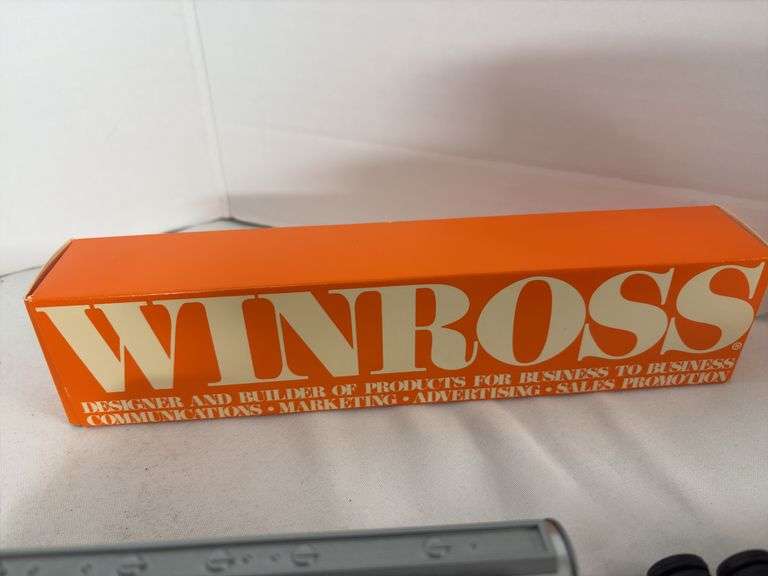 WINROSS®
DESIGNER AND BUILDER OF PRODUCTS FOR BUSINESS TO BUSINESS
COMMUNICATIONS • MARKETING • ADVERTISING • SALES PROMOTION